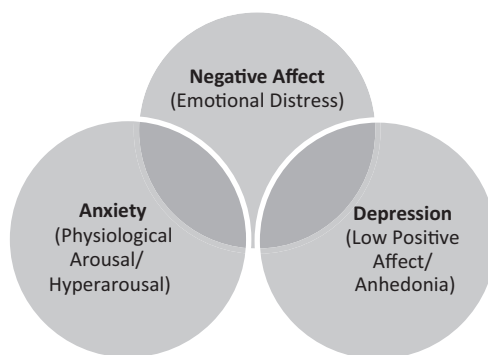 Negative Affect
(Emotional Distress)
Anxiety
(Physiological
Arousal/
Hyperarousal)
Depression
(Low Positive
Affect/
Anhedonia)